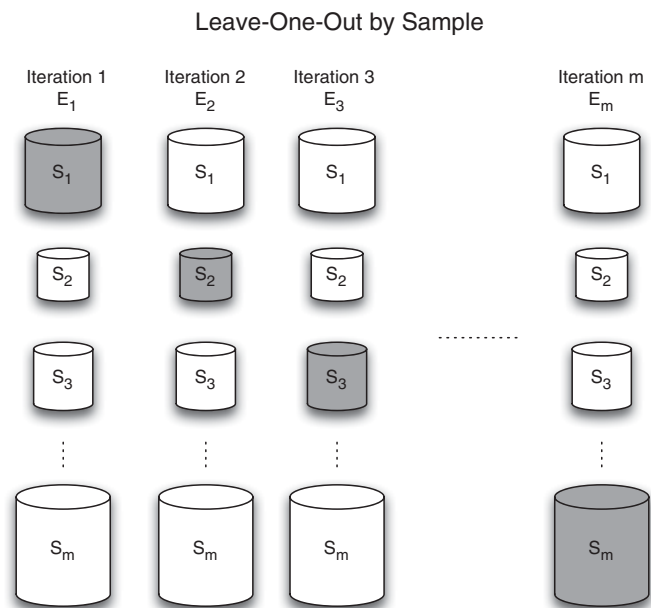 Leave-One-Out by Sample
Iteration 1 Iteration 2 Iteration 3 Iteration m
E1 E2 E3 Em
S1 S1 S1 S1
S2 S2 S2 S2
S3 S3 S3 S3
Sm Sm Sm Sm